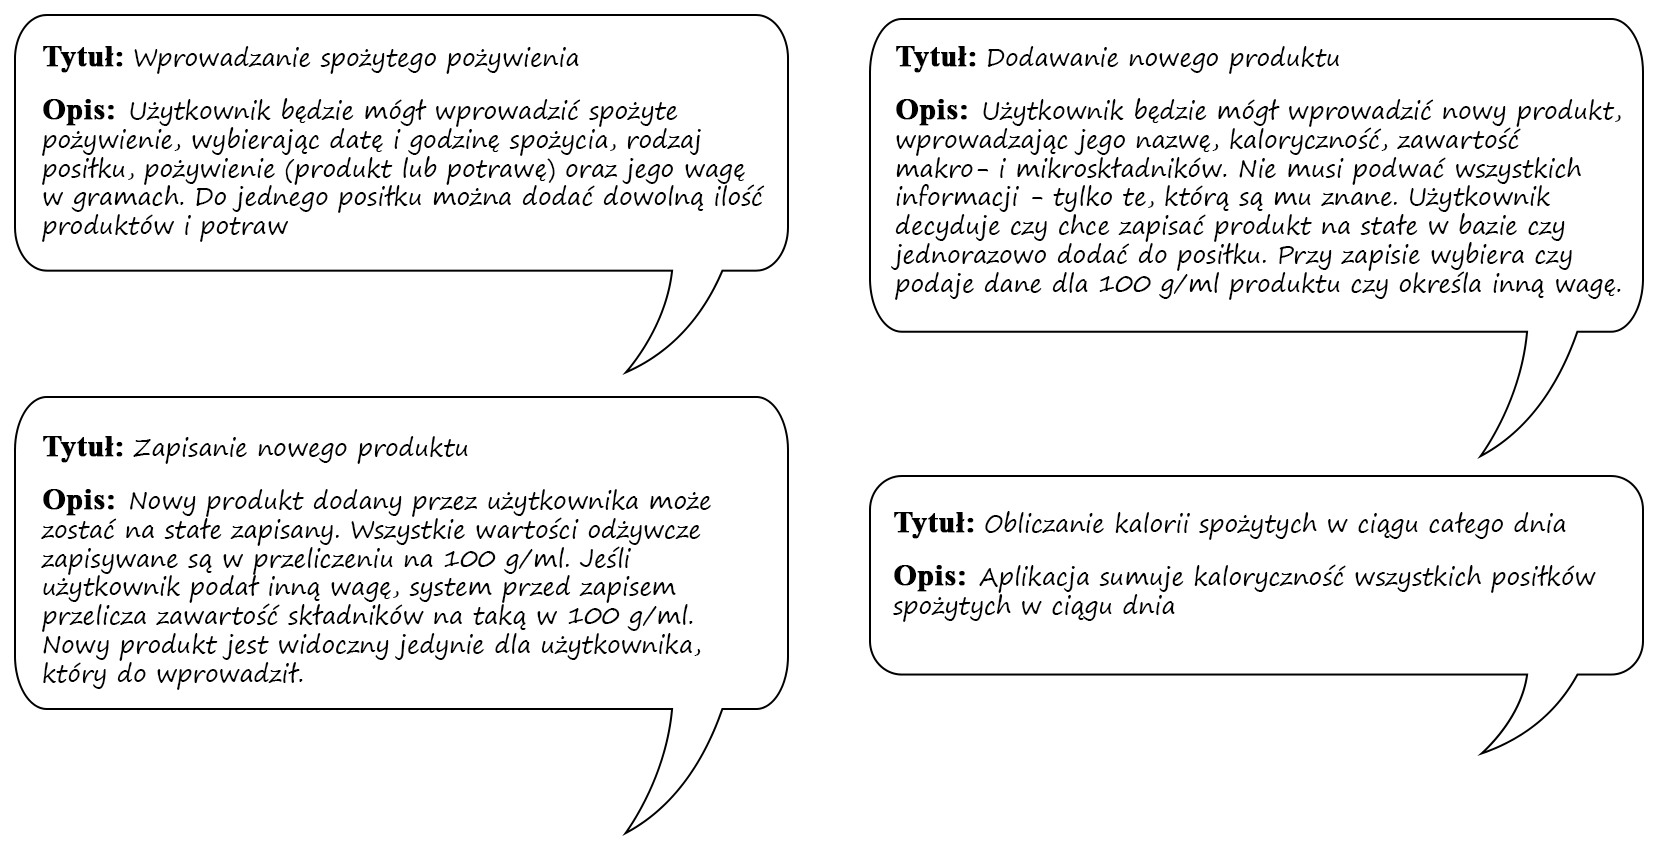 Tytuł: Wprowadzanie spożytego pożywienia
Opis: Użytkownik będzie mógł wprowadzić spożyte
pożywienie, wybierając datę i godzinę spożycia, rodzaj
posiłku, pożywienie (produkt lub potrawę) oraz jego wagę
w gramach. Do jednego posiłku można dodać dowolną ilość
produktów i potraw
Tytuł: Dodawanie nowego produktu
Opis: Użytkownik będzie mógł wprowadzić nowy produkt,
wprowadzając jego nazwę, kaloryczność, zawartość
makro- i mikroskładników. Nie musi podwać wszystkich
informacji - tylko te, którą są mu znane. Użytkownik
decyduje czy chce zapisać produkt na stałe w bazie czy
jednorazowo dodać do posiłku. Przy zapisie wybiera czy
podaje dane dla 100 g/ml produktu czy określa inną wagę.
Tytuł: Zapisanie nowego produktu
Opis: Nowy produkt dodany przez użytkownika może
zostać na stałe zapisany. Wszystkie wartości odżywcze
zapisywane są w przeliczeniu na 100 g/ml. Jeśli
użytkownik podał inną wagę, system przed zapisem
przelicza zawartość składników na taką w 100 g/ml.
Nowy produkt jest widoczny jedynie dla użytkownika,
który do wprowadził.
Tytuł: Obliczanie kalorii spożytych w ciągu całego dnia
Opis: Aplikacja sumuje kaloryczność wszystkich posiłków
spożytych w ciągu dnia